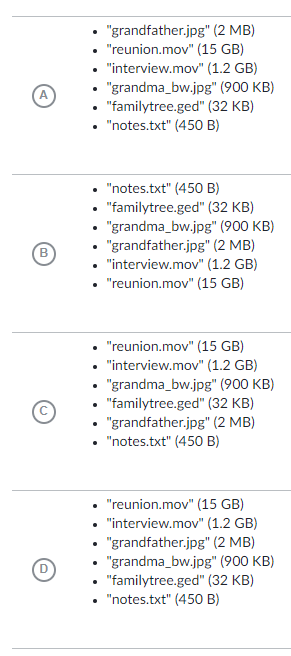 A
• "grandfather.jpg" (2 MB)
• "reunion.mov" (15 GB)
• "interview.mov" (1.2 GB)
• "grandma_bw.jpg" (900 KB)
• "familytree.ged" (32 KB)
• "notes.txt" (450 B)
B
• "notes.txt" (450 B)
• "familytree.ged" (32 KB)
• "grandma_bw.jpg" (900 KB)
• "grandfather.jpg" (2 MB)
• "interview.mov" (1.2 GB)
• "reunion.mov" (15 GB)
C
• "reunion.mov" (15 GB)
• "interview.mov" (1.2 GB)
• "grandma_bw.jpg" (900 KB)
• "familytree.ged" (32 KB)
• "grandfather.jpg" (2 MB)
• "notes.txt" (450 B)
D
• "reunion.mov" (15 GB)
• "interview.mov" (1.2 GB)
• "grandfather.jpg" (2 MB)
• "grandma_bw.jpg" (900 KB)
• "familytree.ged" (32 KB)
• "notes.txt" (450 B)